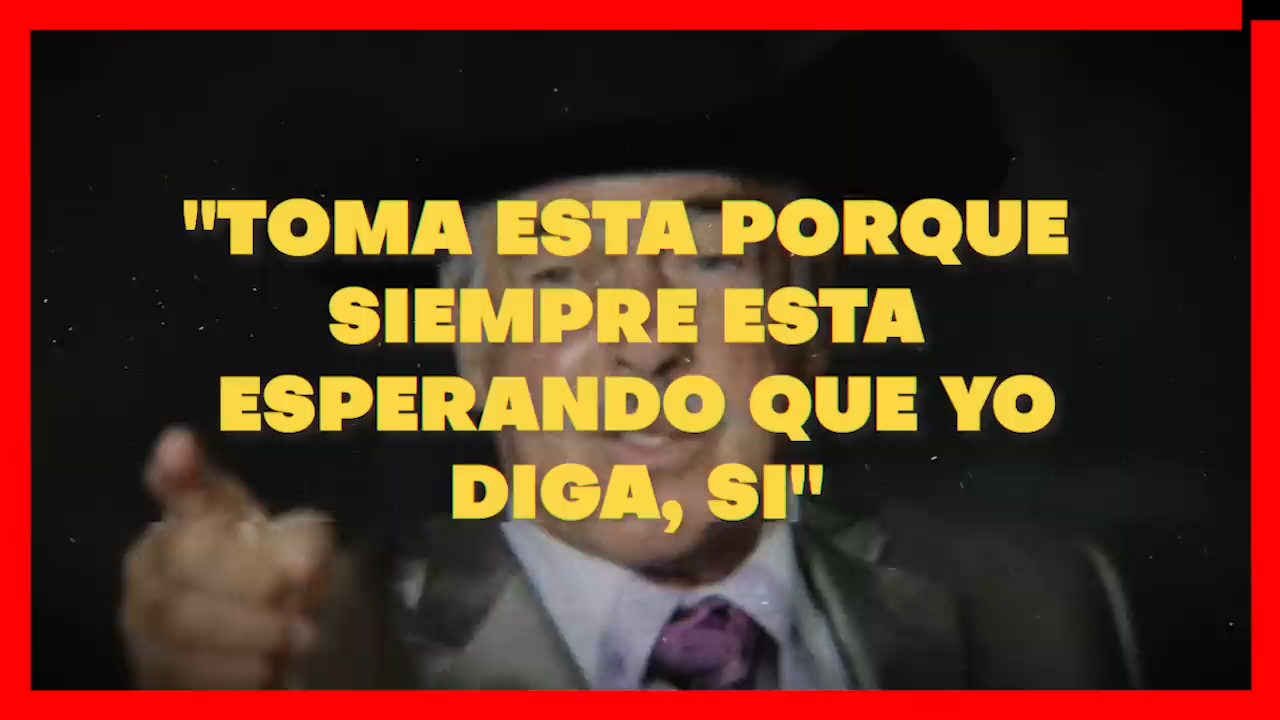 "TOMA ESTA PORQUE
SIEMPRE ESTA
ESPERANDO QUE YO
DIGA, SI"